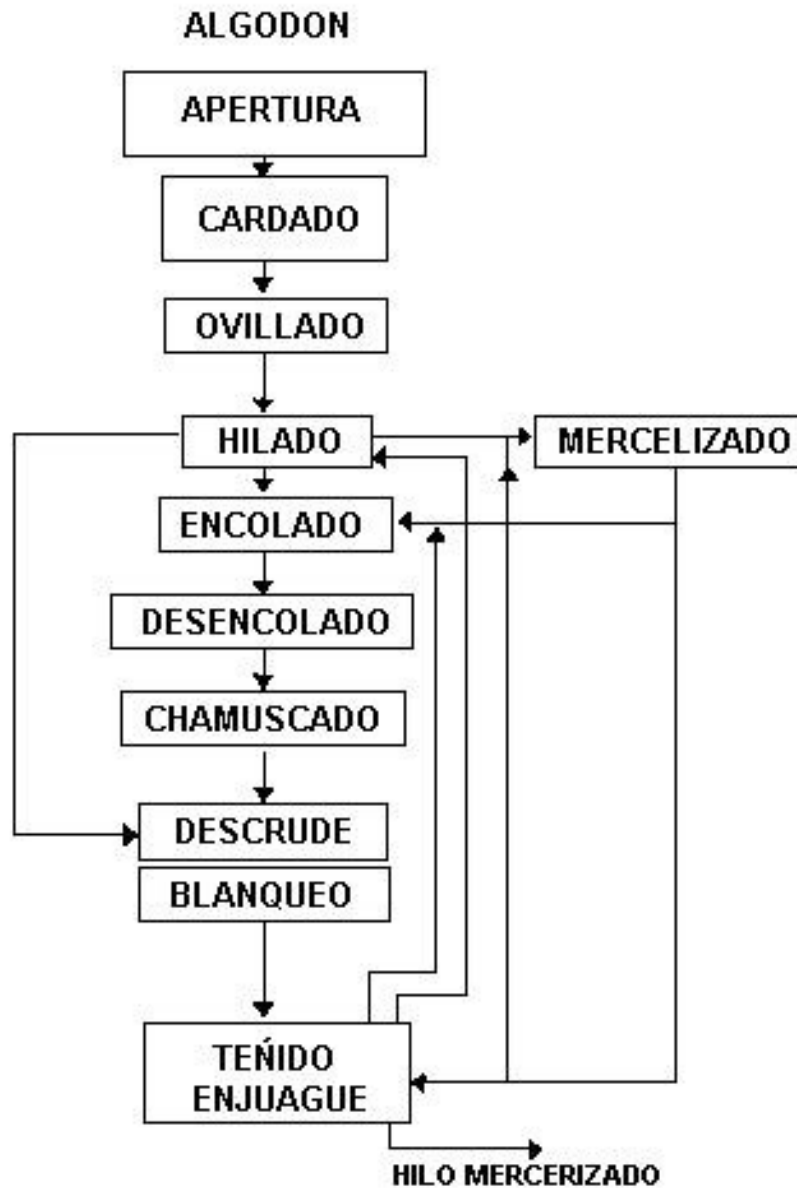 ALGODON
APERTURA
CARDADO
OVILLADO
HILADO
MERCELIZADO
ENCOLADO
DESENCOLADO
CHAMUSCADO
DESCRUDE
BLANQUEO
TEŃIDO
ENJUAGUE
HILO MERCERIZADO